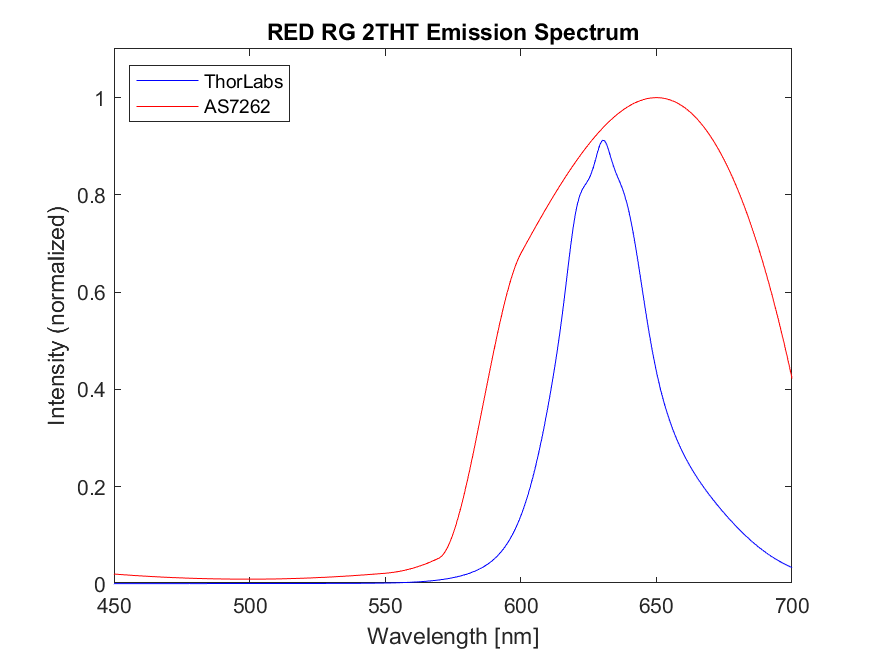 RED RG 2THT Emission Spectrum
ThorLabs
AS7262
1
0.8
0.6
0.4
0.2
0
Intensity (normalized)
450 500 550 600 650 700
Wavelength [nm]